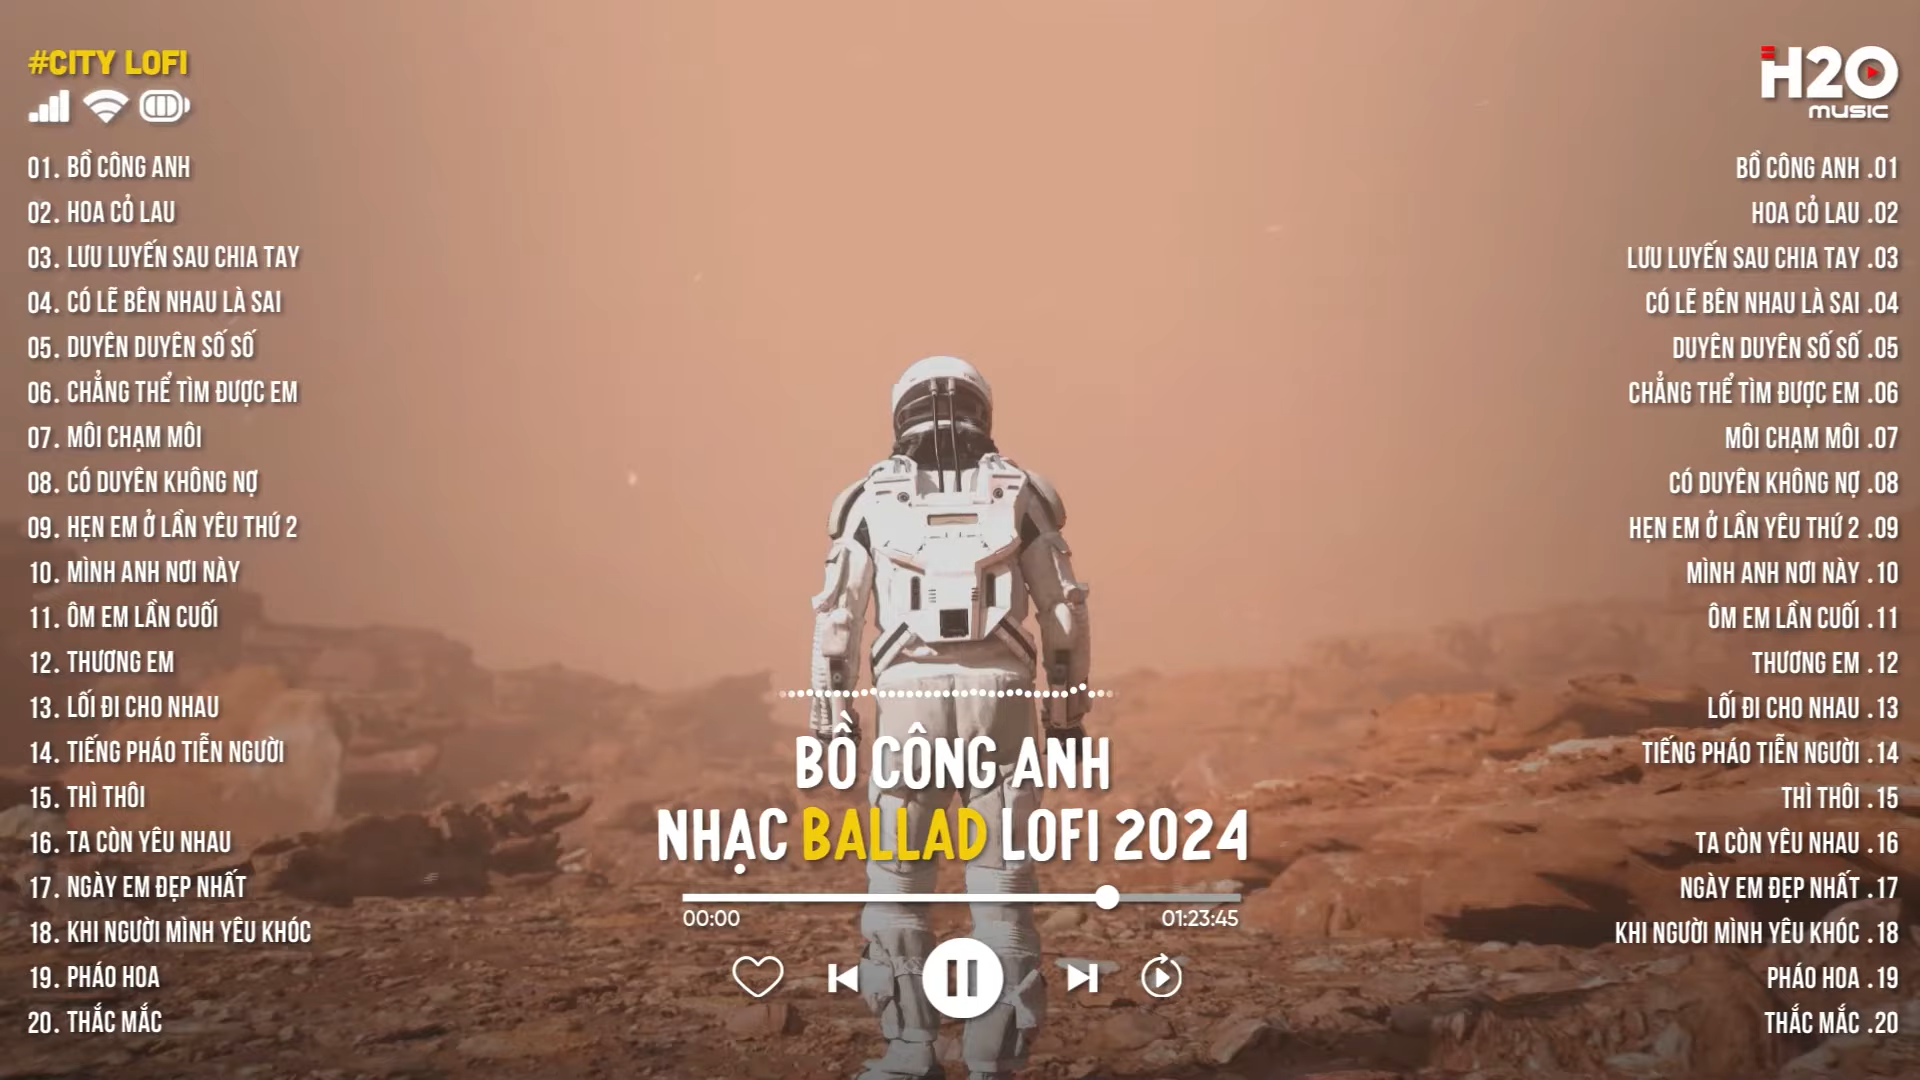 #CITY LOFI
01. BỒ CÔNG ANH
02. HOA CỎ LAU
03. LƯU LUYẾN SAU CHIA TAY
04. CÓ LẼ BÊN NHAU LÀ SAI
05. DUYÊN DUYÊN SỐ SỐ
06. CHẲNG THỂ TÌM ĐƯỢC EM
07. MÔI CHẠM MÔI
08. CÓ DUYÊN KHÔNG NỢ
09. HẸN EM Ở LẦN YÊU THỨ 2
10. MÌNH ANH NƠI NÀY
11. ÔM EM LẦN CUỐI
12. THƯƠNG EM
13. LỐI ĐI CHO NHAU
14. TIẾNG PHÁO TIỄN NGƯỜI
15. THÌ THÔI
16. TA CÒN YÊU NHAU
17. NGÀY EM ĐẸP NHẤT
18. KHI NGƯỜI MÌNH YÊU KHÓC
19. PHÁO HOA
20. THẮC MẮC
BỒ CÔNG ANH
NHẠC BALLAD LOFI 2024
00:00
01:23:45
H2O
MUSIC
BỒ CÔNG ANH .01
HOA CỎ LAU .02
LƯU LUYẾN SAU CHIA TAY .03
CÓ LẼ BÊN NHAU LÀ SAI .04
DUYÊN DUYÊN SỐ SỐ .05
CHẲNG THỂ TÌM ĐƯỢC EM .06
MÔI CHẠM MÔI .07
CÓ DUYÊN KHÔNG NỢ .08
HẸN EM Ở LẦN YÊU THỨ 2 .09
MÌNH ANH NƠI NÀY .10
ÔM EM LẦN CUỐI .11
THƯƠNG EM .12
LỐI ĐI CHO NHAU .13
TIẾNG PHÁO TIỄN NGƯỜI .14
THÌ THÔI .15
TA CÒN YÊU NHAU .16
NGÀY EM ĐẸP NHẤT .17
KHI NGƯỜI MÌNH YÊU KHÓC .18
PHÁO HOA .19
THẮC MẮC .20